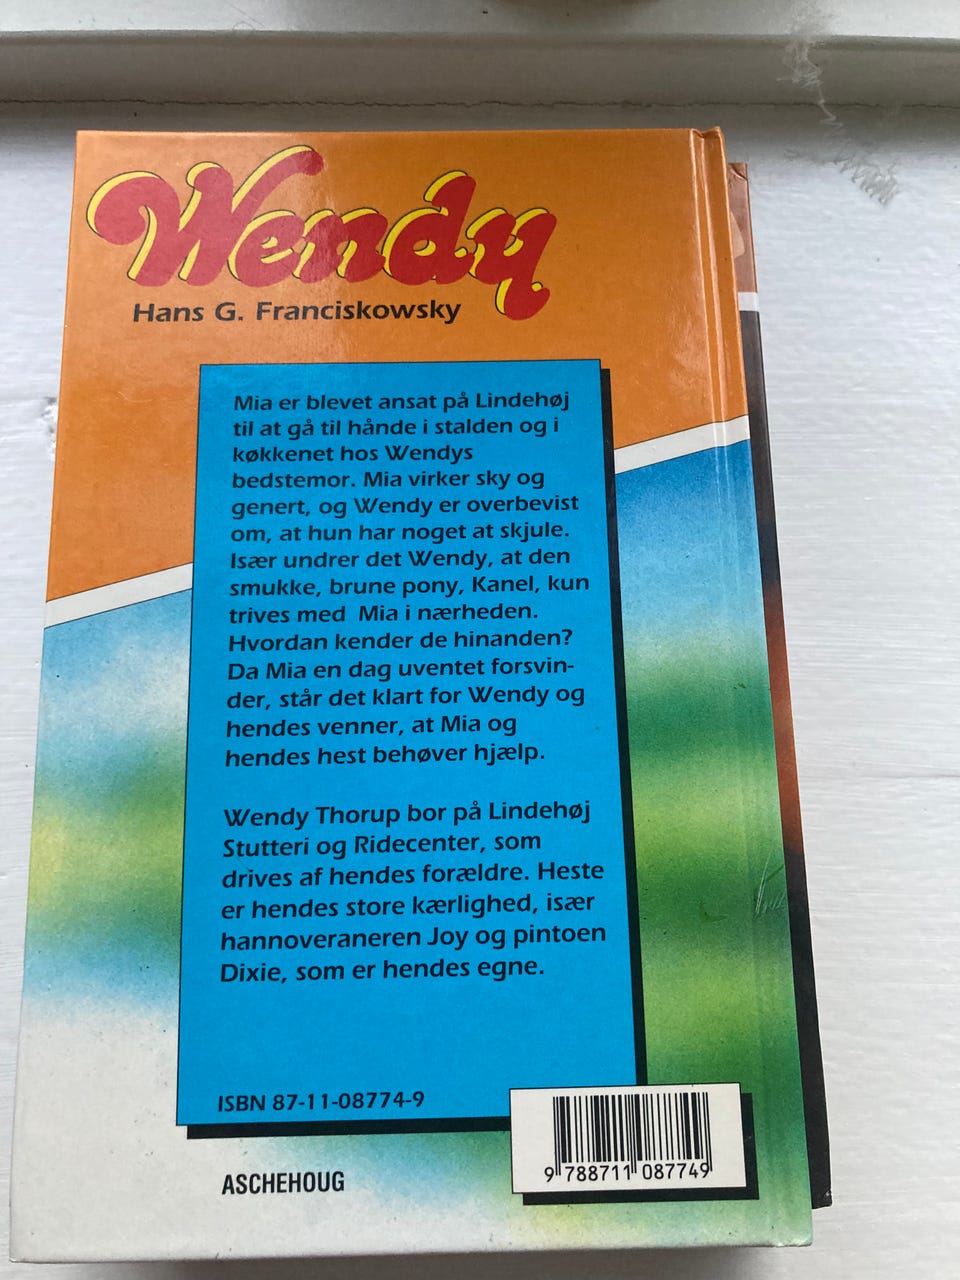 Wendy
Hans G. Franciskowsky
Mia er blevet ansat på Lindehøj
til at gå til hånde i stalden og i
køkkenet hos Wendys
bedstemor. Mia virker sky og
genert, og Wendy er overbevist
om, at hun har noget at skjule.
Især undrer det Wendy, at den
smukke, brune pony, Kanel, kun
trives med Mia i nærheden.
Hvordan kender de hinanden?
Da Mia en dag uventet forsvin-
der, står det klart for Wendy og
hendes venner, at Mia og
hendes hest behøver hjælp.
Wendy Thorup bor på Lindehøj
Stutteri og Ridecenter, som
drives af hendes forældre. Heste
er hendes store kærlighed, især
hannoveraneren Joy og pintoen
Dixie, som er hendes egne.
ISBN 87-11-08774-9
9 788711 087749
ASCHEHOUG